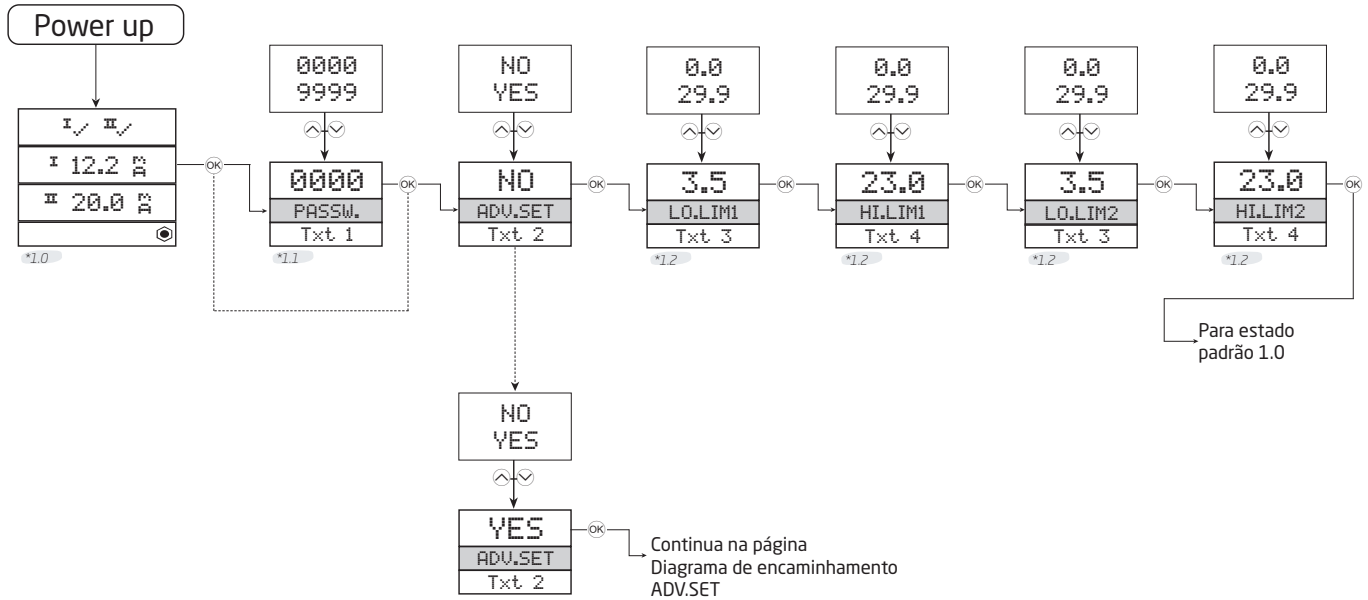 Power up
I✓ II✓
I 12.2 mA
II 20.0 mA
*1.0
OK
0000
9999
0000
PASSW.
Txt 1
*1.1
OK
NO
YES
NO
ADV.SET
Txt 2
OK
0.0
29.9
3.5
LO.LIM1
Txt 3
*1.2
OK
0.0
29.9
23.0
HI.LIM1
Txt 4
*1.2
OK
0.0
29.9
3.5
LO.LIM2
Txt 3
*1.2
OK
0.0
29.9
23.0
HI.LIM2
Txt 4
*1.2
OK
Para estado
padrão 1.0
NO
YES
YES
ADV.SET
Txt 2
OK
Continua na página
Diagrama de encaminhamento
ADV.SET